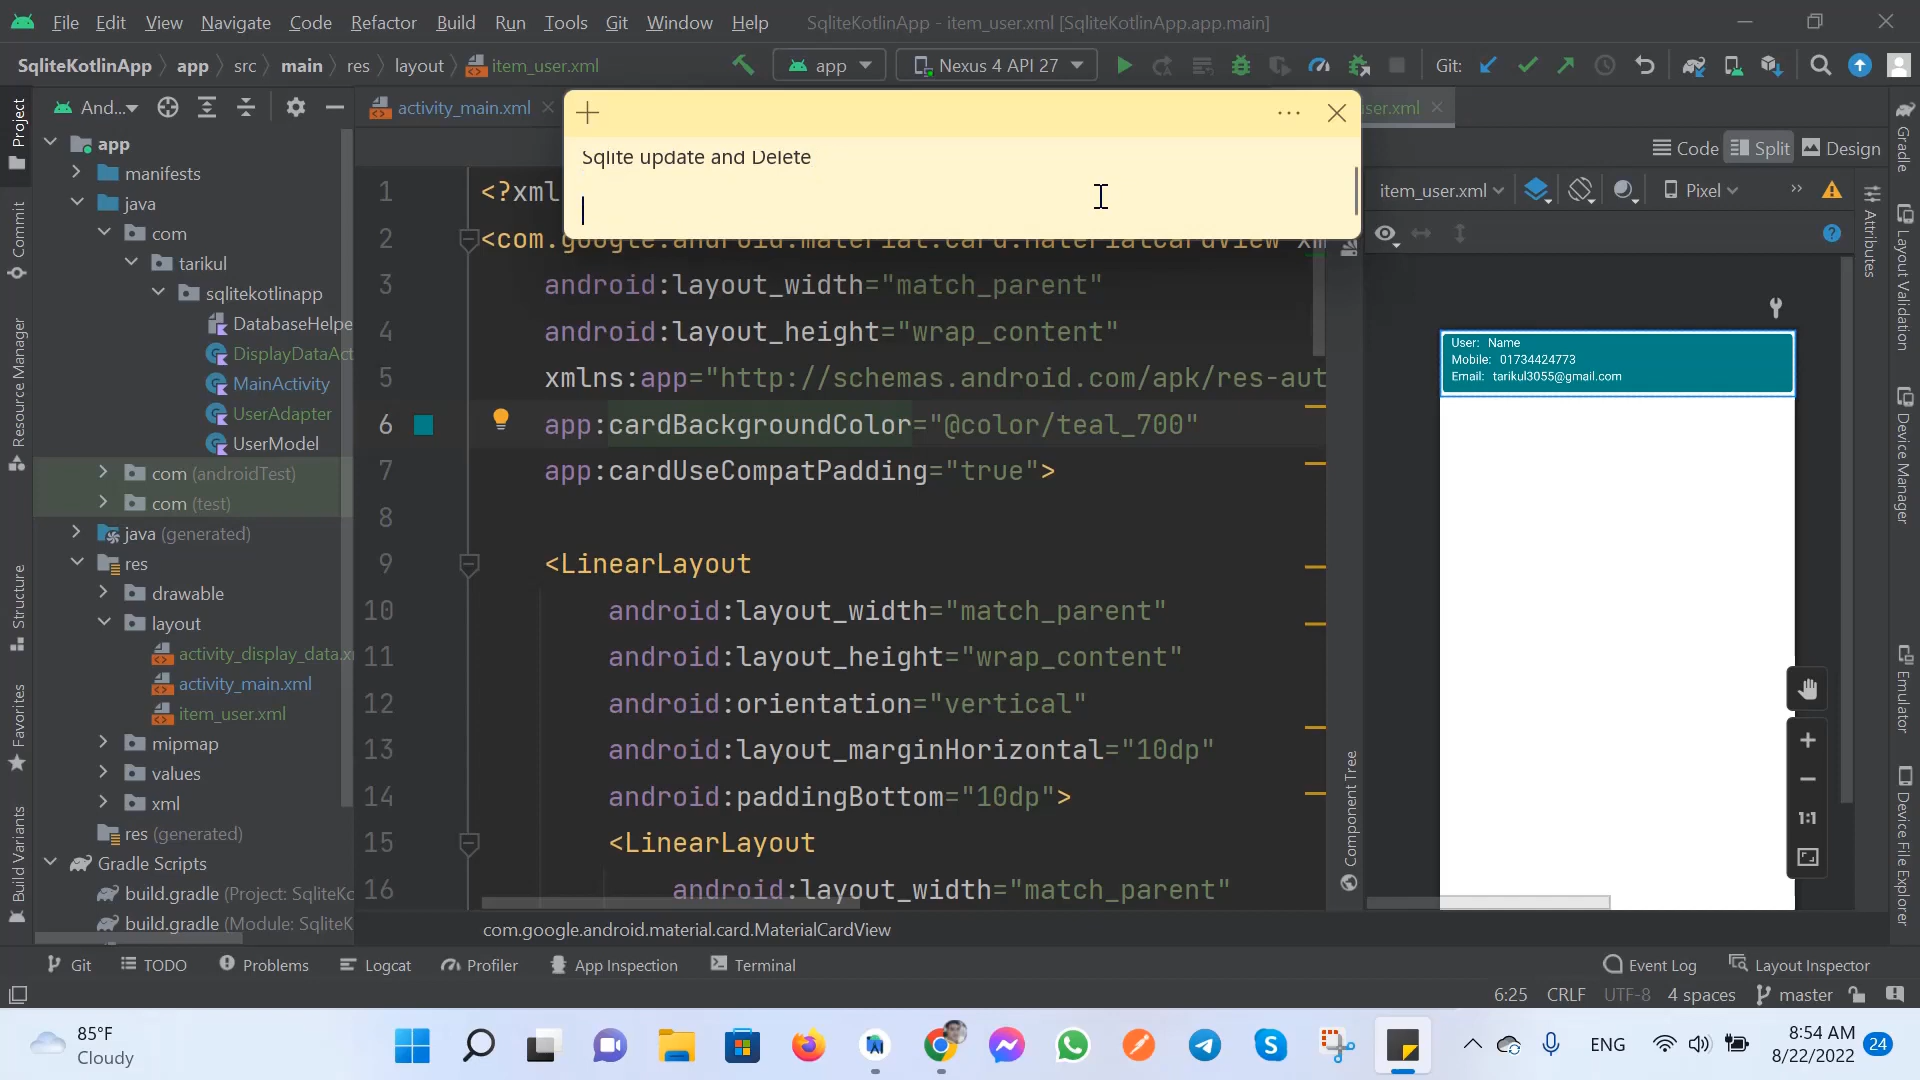 File Edit View Navigate Code Refactor Build Run Tools Git Window Help SqliteKotlinApp - item_user.xml [SqliteKotlinApp.app.main]
SqliteKotlinApp app src main res layout item_user.xml app Nexus 4 API 27 Git:
And... activity_main.xml ser.xml
Sqlite update and Delete
Code Split Design
item_user.xml Pixel
Project
Commit
Resource Manager
Structure
Favorites
Build Variants
app
manifests
java
com
tarikul
sqlitekotlinapp
DatabaseHelpe
DisplayDataAct
MainActivity
UserAdapter
UserModel
com (androidTest)
com (test)
java (generated)
res
drawable
layout
activity_display_data.x
activity_main.xml
item_user.xml
mipmap
values
xml
res (generated)
Gradle Scripts
build.gradle (Project: SqliteKo
build.gradle (Module: SqliteK
1 <?xml
2 <com.google.android.material.card.MaterialCardView xm
3 android:layout_width="match_parent"
4 android:layout_height="wrap_content"
5 xmlns:app="http://schemas.android.com/apk/res-aut
6 app:cardBackgroundColor="@color/teal_700"
7 app:cardUseCompatPadding="true">
8
9 <LinearLayout
10 android:layout_width="match_parent"
11 android:layout_height="wrap_content"
12 android:orientation="vertical"
13 android:layout_marginHorizontal="10dp"
14 android:paddingBottom="10dp">
15 <LinearLayout
16 android:layout_width="match_parent"
com.google.android.material.card.MaterialCardView
Component Tree
User: Name
Mobile: 01734424773
Email: tarikul3055@gmail.com
1:1
Attributes
Gradle
Layout Validation
Device Manager
Emulator
Device File Explorer
Git TODO Problems Logcat Profiler App Inspection Terminal Event Log Layout Inspector
6:25 CRLF UTF-8 4 spaces master
85°F
Cloudy
ENG
8:54 AM
8/22/2022
24